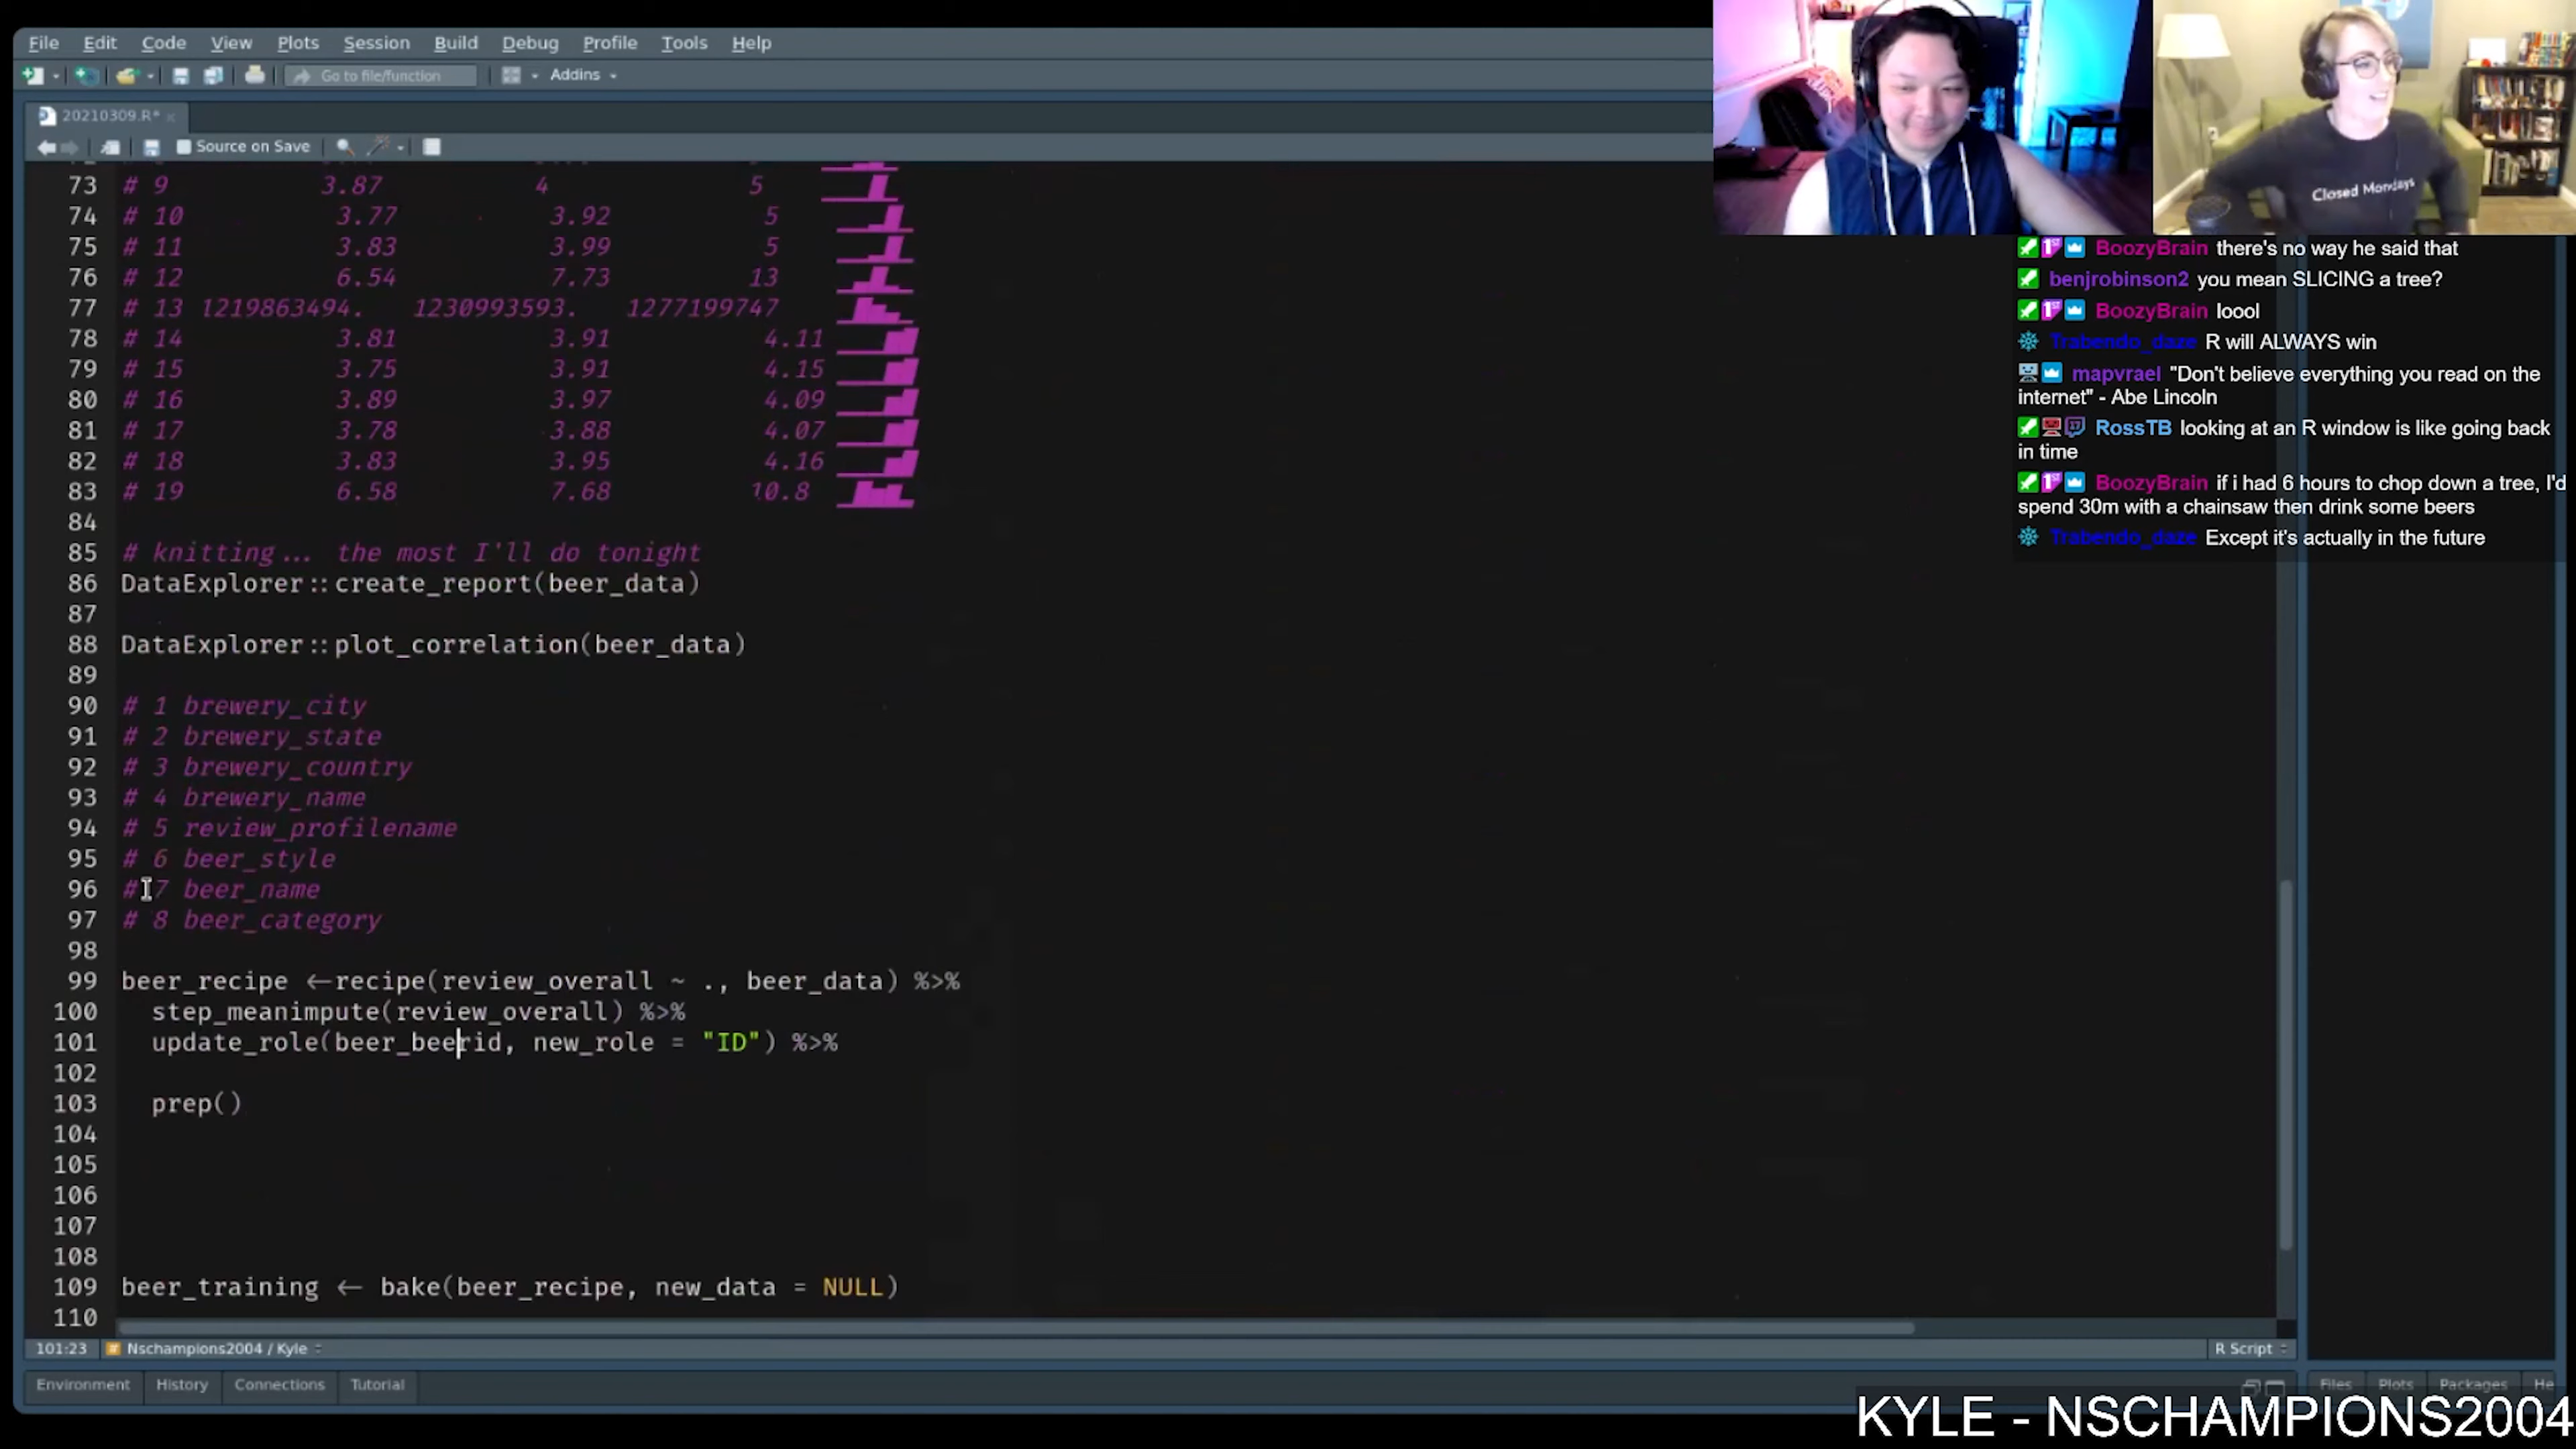 File Edit Code View Plots Session Build Debug Profile Tools Help
Go to file/function Addins
20210309.R*
Source on Save
Closed Mondays
73 # 9 3.87 4 5
74 # 10 3.77 3.92 5
75 # 11 3.83 3.99 5
76 # 12 6.54 7.73 13
77 # 13 1219863494. 1230993593. 1277199747
78 # 14 3.81 3.91 4.11
79 # 15 3.75 3.91 4.15
80 # 16 3.89 3.97 4.09
81 # 17 3.78 3.88 4.07
82 # 18 3.83 3.95 4.16
83 # 19 6.58 7.68 10.8
84
85 # knitting... the most I'll do tonight
86 DataExplorer::create_report(beer_data)
87
88 DataExplorer::plot_correlation(beer_data)
89
90 # 1 brewery_city
91 # 2 brewery_state
92 # 3 brewery_country
93 # 4 brewery_name
94 # 5 review_profilename
95 # 6 beer_style
96 # 7 beer_name
97 # 8 beer_category
98
99 beer_recipe <-recipe(review_overall ~ ., beer_data) %>%
100 step_meanimpute(review_overall) %>%
101 update_role(beer_beerid, new_role = "ID") %>%
102
103 prep()
104
105
106
107
108
109 beer_training <- bake(beer_recipe, new_data = NULL)
110
101:23 Nschampions2004 / Kyle R Script
Environment History Connections Tutorial
Files Plots Packages He
BoozyBrain there's no way he said that
benjrobinson2 you mean SLICING a tree?
BoozyBrain loool
Trabendo_daze R will ALWAYS win
mapvrael "Don't believe everything you read on the
internet" - Abe Lincoln
RossTB looking at an R window is like going back
in time
BoozyBrain if i had 6 hours to chop down a tree, I'd
spend 30m with a chainsaw then drink some beers
Trabendo_daze Except it's actually in the future
KYLE - NSCHAMPIONS2004